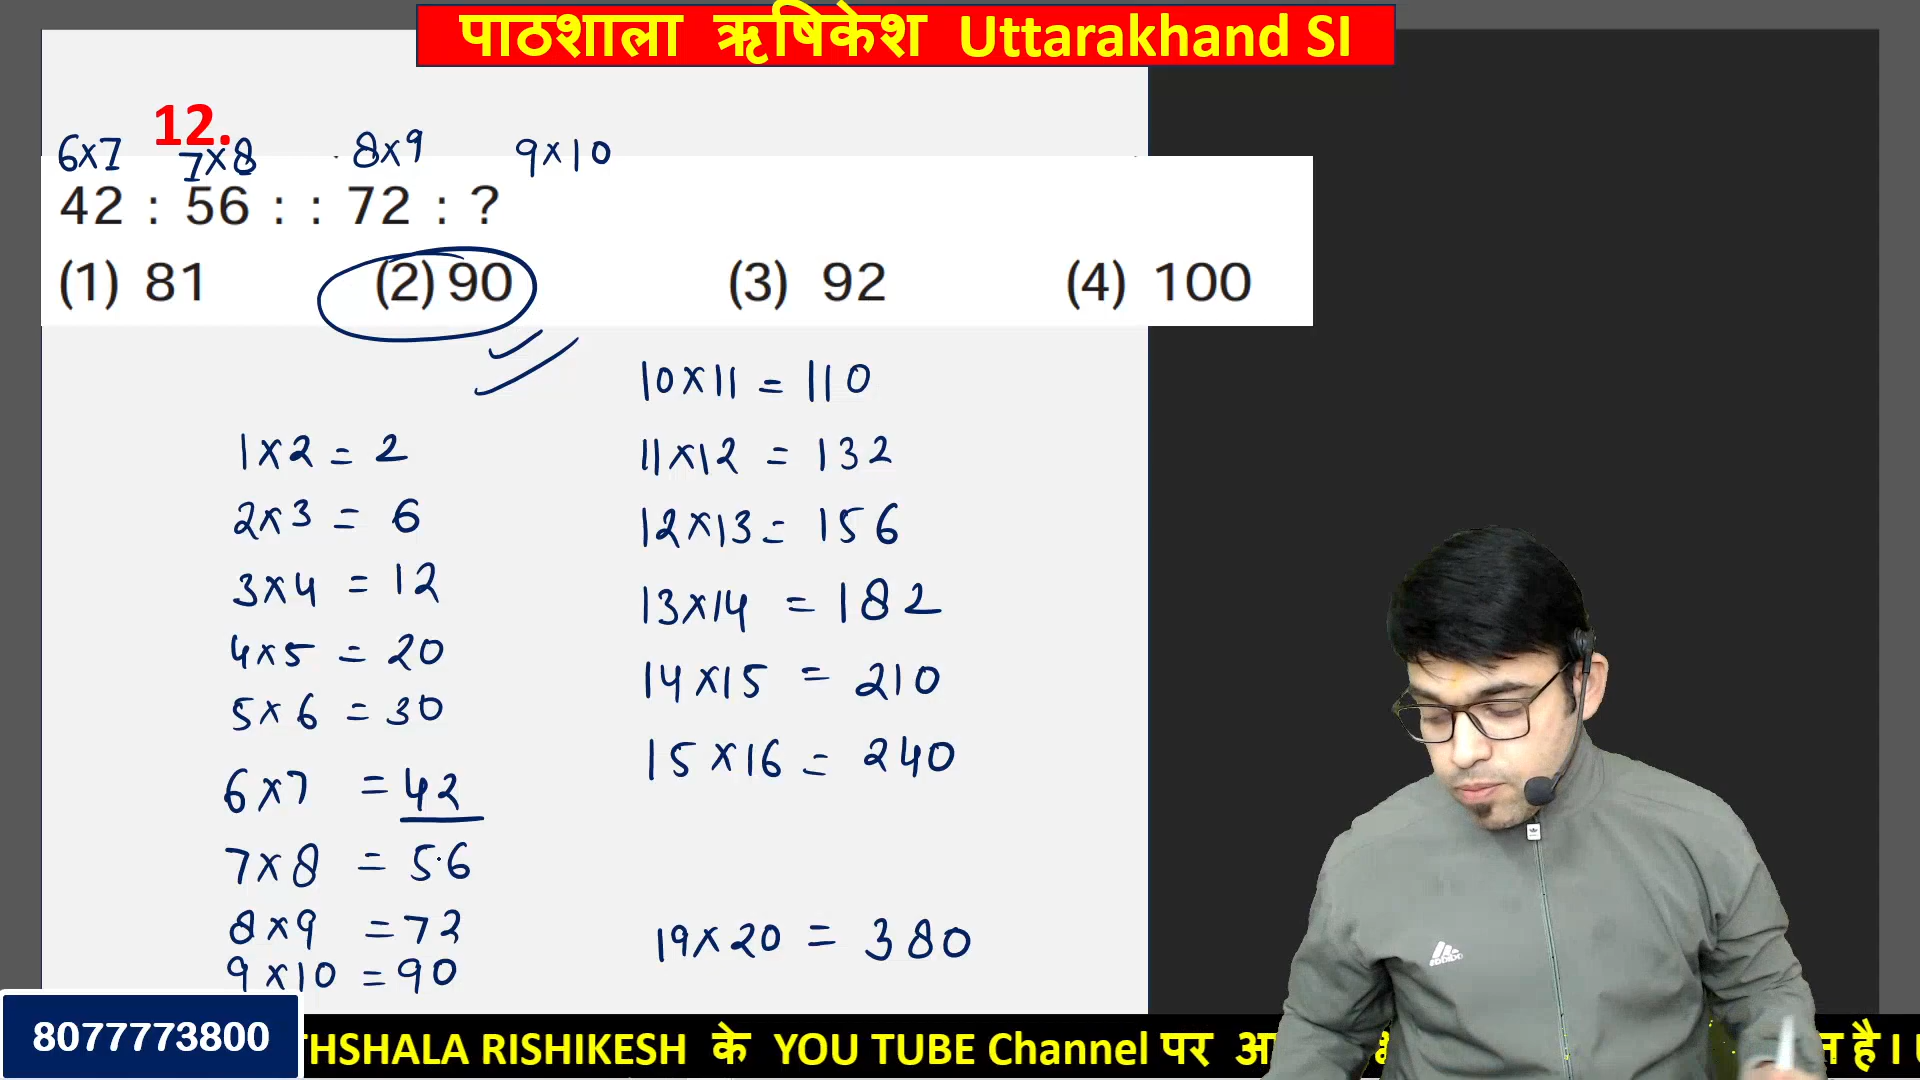 पाठशाला ऋषिकेश Uttarakhand SI
12.
6x7 7x8 8x9 9x10
42 : 56 : : 72 : ?
(1) 81 (2) 90 (3) 92 (4) 100
1x2 = 2
2x3 = 6
3x4 = 12
4x5 = 20
5x6 = 30
6x7 = 42
7x8 = 56
8x9 = 72
9x10 = 90
10x11 = 110
11x12 = 132
12x13 = 156
13x14 = 182
14x15 = 210
15x16 = 240
19x20 = 380
8077773800
THSHALA RISHIKESH के YOU TUBE Channel पर
adidas